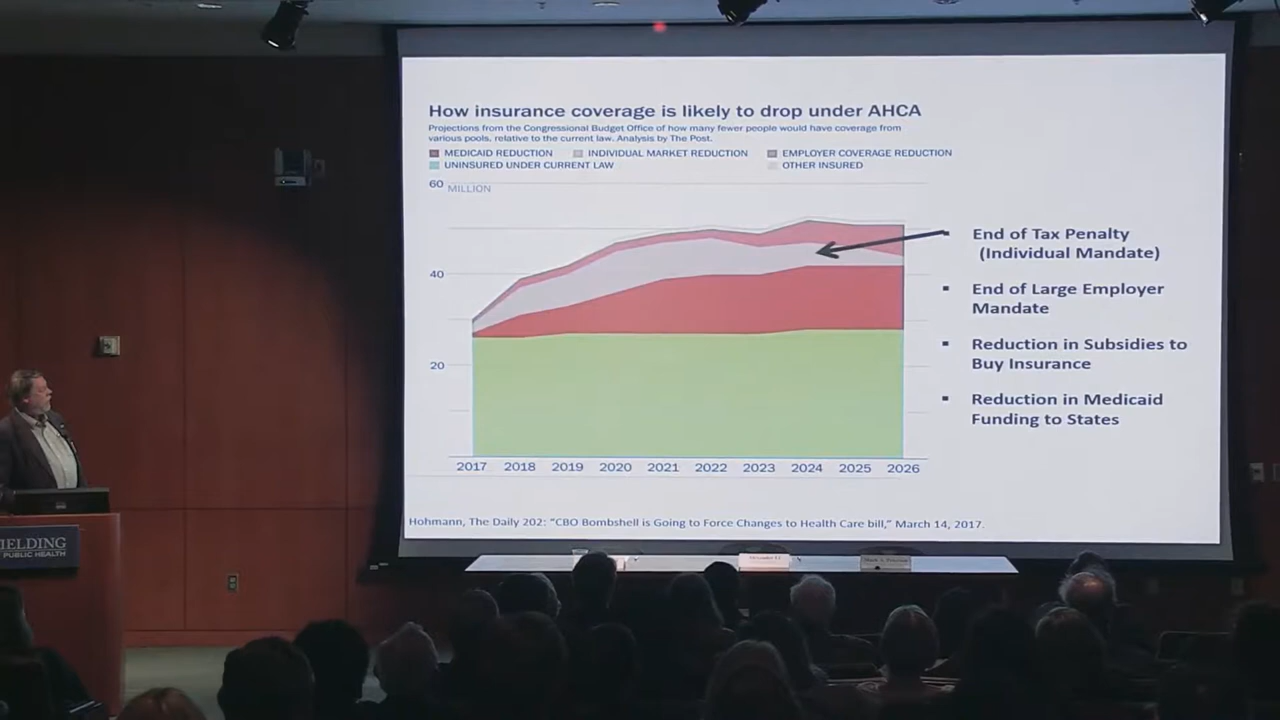 How insurance coverage is likely to drop under AHCA
Projections from the Congressional Budget Office of how many fewer people would have coverage from
various pools, relative to the current law. Analysis by The Post.
MEDICAID REDUCTION INDIVIDUAL MARKET REDUCTION EMPLOYER COVERAGE REDUCTION
UNINSURED UNDER CURRENT LAW OTHER INSURED
60 MILLION
40
20
2017 2018 2019 2020 2021 2022 2023 2024 2025 2026
▪ End of Tax Penalty
(Individual Mandate)
▪ End of Large Employer
Mandate
▪ Reduction in Subsidies to
Buy Insurance
▪ Reduction in Medicaid
Funding to States
Hohmann, The Daily 202: "CBO Bombshell is Going to Force Changes to Health Care bill," March 14, 2017.
IELDING
PUBLIC HEALTH